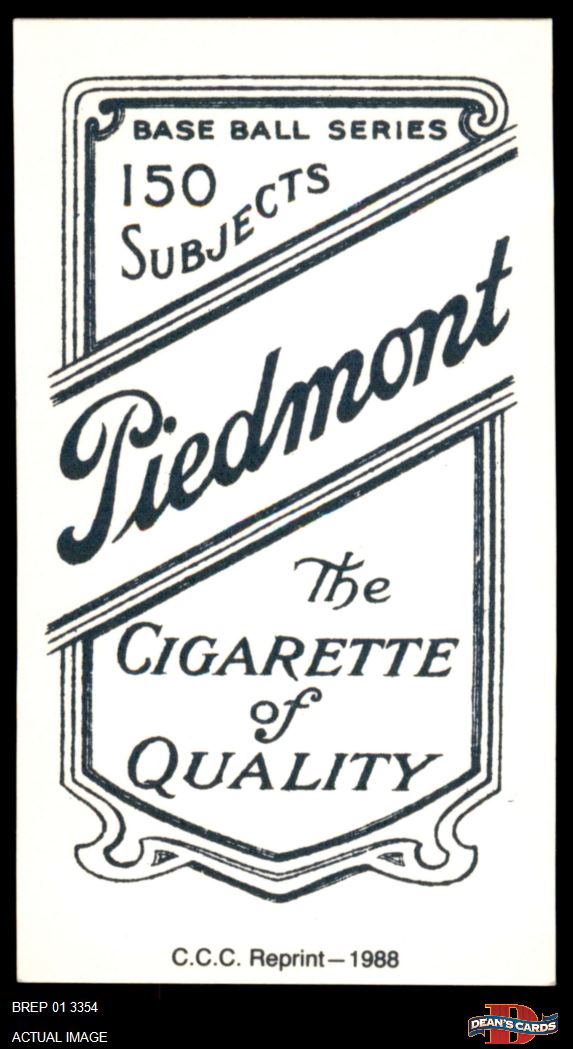 BASE BALL SERIES
150
SUBJECTS
Piedmont
The
CIGARETTE
of
QUALITY
C.C.C. Reprint—1988
BREP 01 3354
ACTUAL IMAGE
DEAN'S CARDS